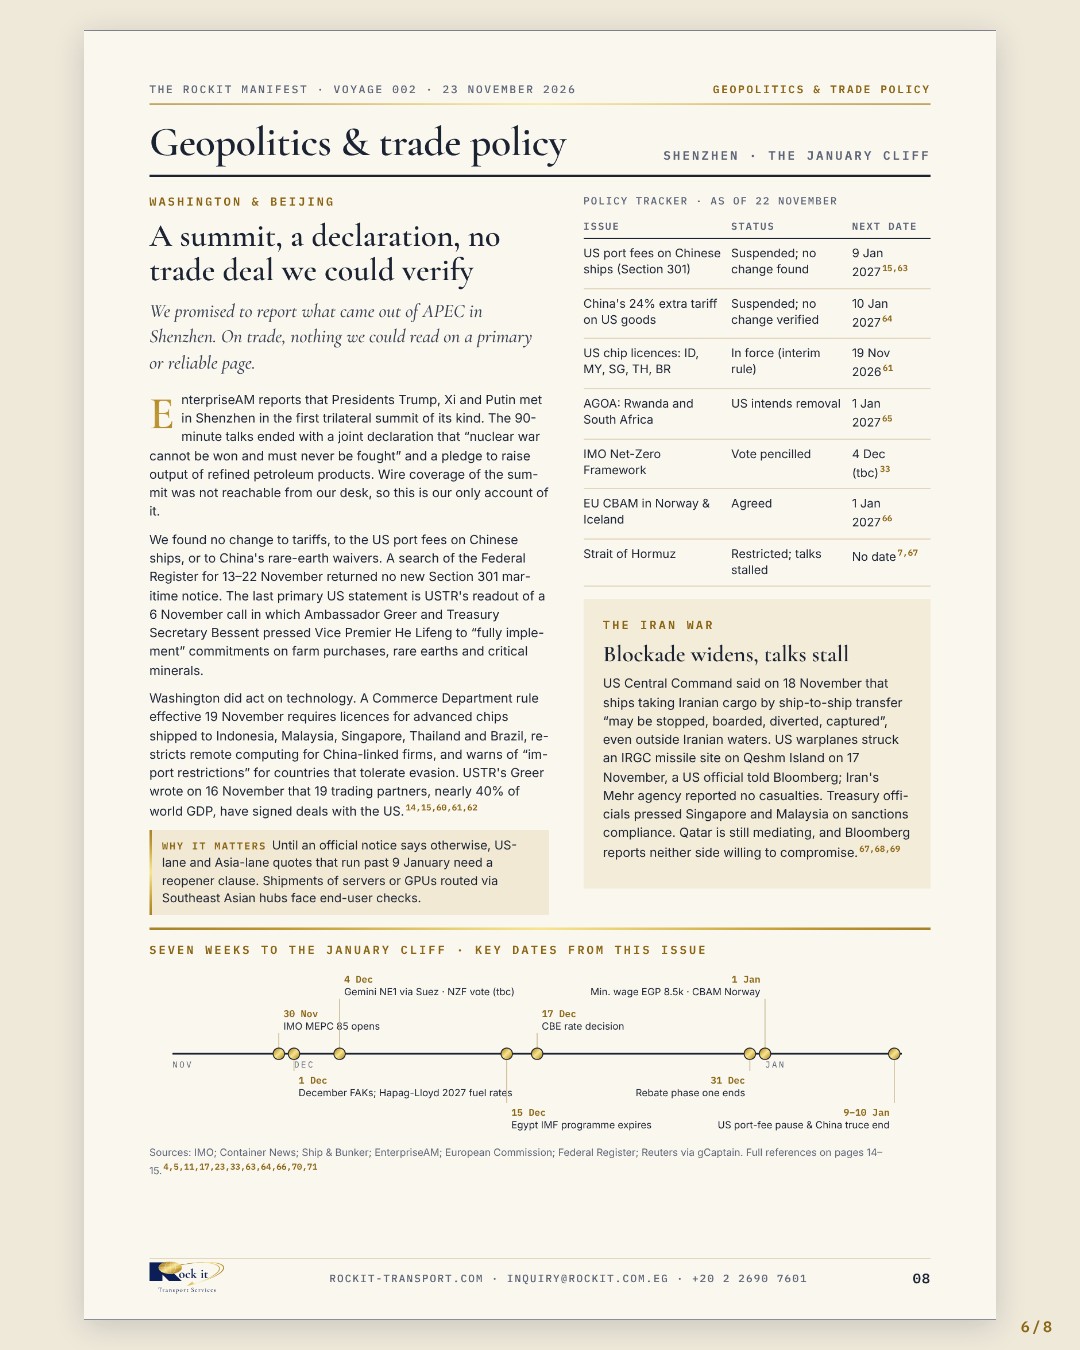 THE ROCKIT MANIFEST · VOYAGE 002 · 23 NOVEMBER 2026
GEOPOLITICS & TRADE POLICY
Geopolitics & trade policy
SHENZHEN · THE JANUARY CLIFF
WASHINGTON & BEIJING
A summit, a declaration, no
trade deal we could verify
We promised to report what came out of APEC in
Shenzhen. On trade, nothing we could read on a primary
or reliable page.
EnterpriseAM reports that Presidents Trump, Xi and Putin met
in Shenzhen in the first trilateral summit of its kind. The 90-
minute talks ended with a joint declaration that “nuclear war
cannot be won and must never be fought” and a pledge to raise
output of refined petroleum products. Wire coverage of the sum-
mit was not reachable from our desk, so this is our only account of
it.
We found no change to tariffs, to the US port fees on Chinese
ships, or to China's rare-earth waivers. A search of the Federal
Register for 13–22 November returned no new Section 301 mar-
itime notice. The last primary US statement is USTR's readout of a
6 November call in which Ambassador Greer and Treasury
Secretary Bessent pressed Vice Premier He Lifeng to “fully imple-
ment” commitments on farm purchases, rare earths and critical
minerals.
Washington did act on technology. A Commerce Department rule
effective 19 November requires licences for advanced chips
shipped to Indonesia, Malaysia, Singapore, Thailand and Brazil, re-
stricts remote computing for China-linked firms, and warns of “im-
port restrictions” for countries that tolerate evasion. USTR's Greer
wrote on 16 November that 19 trading partners, nearly 40% of
world GDP, have signed deals with the US.14,15,60,61,62
WHY IT MATTERS Until an official notice says otherwise, US-
lane and Asia-lane quotes that run past 9 January need a
reopener clause. Shipments of servers or GPUs routed via
Southeast Asian hubs face end-user checks.
POLICY TRACKER · AS OF 22 NOVEMBER
ISSUE STATUS NEXT DATE
US port fees on Chinese Suspended; no 9 Jan
ships (Section 301) change found 2027 15,63
China's 24% extra tariff Suspended; no 10 Jan
on US goods change verified 2027 64
US chip licences: ID, In force (interim 19 Nov
MY, SG, TH, BR rule) 2026 61
AGOA: Rwanda and US intends removal 1 Jan
South Africa 2027 65
IMO Net-Zero Vote pencilled 4 Dec
Framework (tbc) 33
EU CBAM in Norway & Agreed 1 Jan
Iceland 2027 66
Strait of Hormuz Restricted; talks No date 7,67
stalled
THE IRAN WAR
Blockade widens, talks stall
US Central Command said on 18 November that
ships taking Iranian cargo by ship-to-ship transfer
“may be stopped, boarded, diverted, captured”,
even outside Iranian waters. US warplanes struck
an IRGC missile site on Qeshm Island on 17
November, a US official told Bloomberg; Iran's
Mehr agency reported no casualties. Treasury offi-
cials pressed Singapore and Malaysia on sanctions
compliance. Qatar is still mediating, and Bloomberg
reports neither side willing to compromise.67,68,69
SEVEN WEEKS TO THE JANUARY CLIFF · KEY DATES FROM THIS ISSUE
4 Dec
Gemini NE1 via Suez · NZF vote (tbc)
1 Jan
Min. wage EGP 8.5k · CBAM Norway
30 Nov
IMO MEPC 85 opens
17 Dec
CBE rate decision
NOV DEC JAN
1 Dec
December FAKs; Hapag-Lloyd 2027 fuel rates
31 Dec
Rebate phase one ends
15 Dec
Egypt IMF programme expires
9–10 Jan
US port-fee pause & China truce end
Sources: IMO; Container News; Ship & Bunker; EnterpriseAM; European Commission; Federal Register; Reuters via gCaptain. Full references on pages 14–
15.4,5,11,17,23,33,63,64,66,70,71
Rock it
Transport Services
ROCKIT-TRANSPORT.COM · INQUIRY@ROCKIT.COM.EG · +20 2 2690 7601
08
6/8